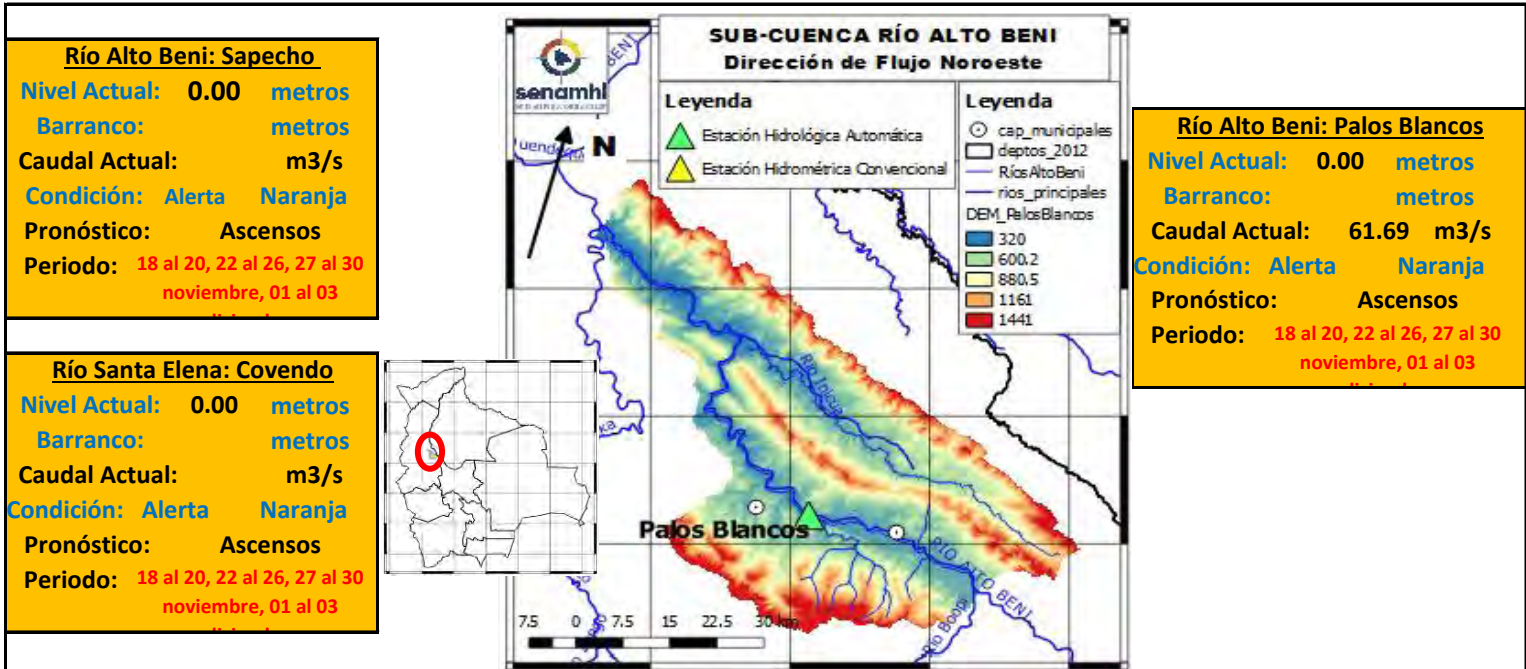 Río Alto Beni: Sapecho
Nivel Actual: 0.00 metros
Barranco: metros
Caudal Actual: m3/s
Condición: Alerta Naranja
Pronóstico: Ascensos
Periodo: 18 al 20, 22 al 26, 27 al 30
noviembre, 01 al 03
Río Santa Elena: Covendo
Nivel Actual: 0.00 metros
Barranco: metros
Caudal Actual: m3/s
Condición: Alerta Naranja
Pronóstico: Ascensos
Periodo: 18 al 20, 22 al 26, 27 al 30
noviembre, 01 al 03
senamhi
SUB-CUENCA RÍO ALTO BENI
Dirección de Flujo Noroeste
Leyenda
Estación Hidrológica Automática
Estación Hidrométrica Convencional
Leyenda
cap_municipales
deptos_2012
RíosAltoBeni
rios_principales
DEM_PalosBlancos
320
600.2
880.5
1161
1441
N
BENI
Río Inicua
Palos Blancos
RÍO ALTO BENI
Río Boopi
7.5 0 7.5 15 22.5 30 km
Río Alto Beni: Palos Blancos
Nivel Actual: 0.00 metros
Barranco: metros
Caudal Actual: 61.69 m3/s
Condición: Alerta Naranja
Pronóstico: Ascensos
Periodo: 18 al 20, 22 al 26, 27 al 30
noviembre, 01 al 03